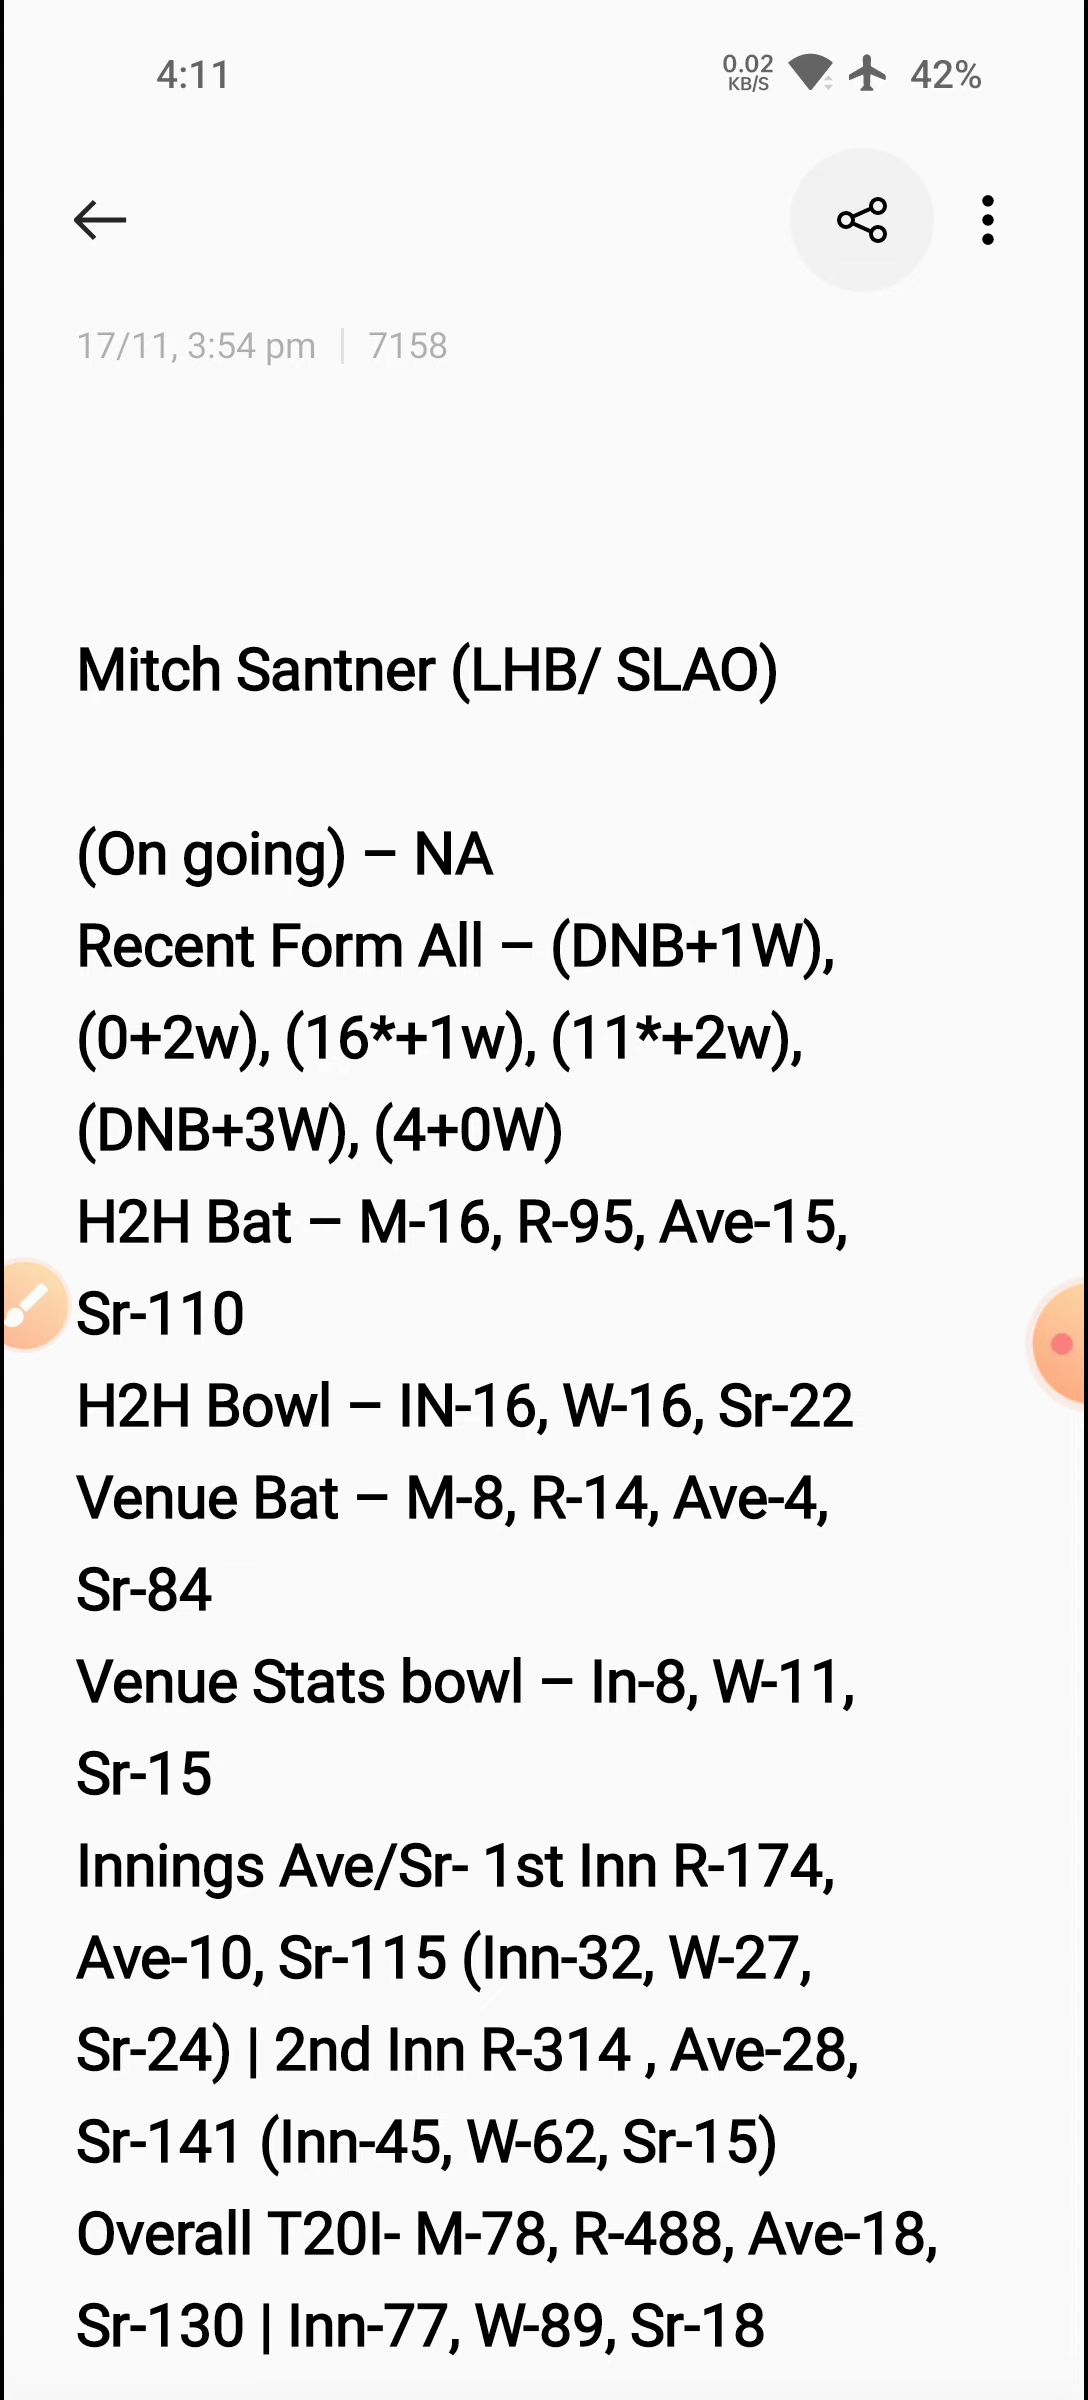 4:11
0.02
KB/S
42%
17/11, 3:54 pm | 7158
Mitch Santner (LHB/ SLAO)
(On going) – NA
Recent Form All – (DNB+1W),
(0+2w), (16*+1w), (11*+2w),
(DNB+3W), (4+0W)
H2H Bat – M-16, R-95, Ave-15,
Sr-110
H2H Bowl – IN-16, W-16, Sr-22
Venue Bat – M-8, R-14, Ave-4,
Sr-84
Venue Stats bowl – In-8, W-11,
Sr-15
Innings Ave/Sr- 1st Inn R-174,
Ave-10, Sr-115 (Inn-32, W-27,
Sr-24) | 2nd Inn R-314 , Ave-28,
Sr-141 (Inn-45, W-62, Sr-15)
Overall T20I- M-78, R-488, Ave-18,
Sr-130 | Inn-77, W-89, Sr-18